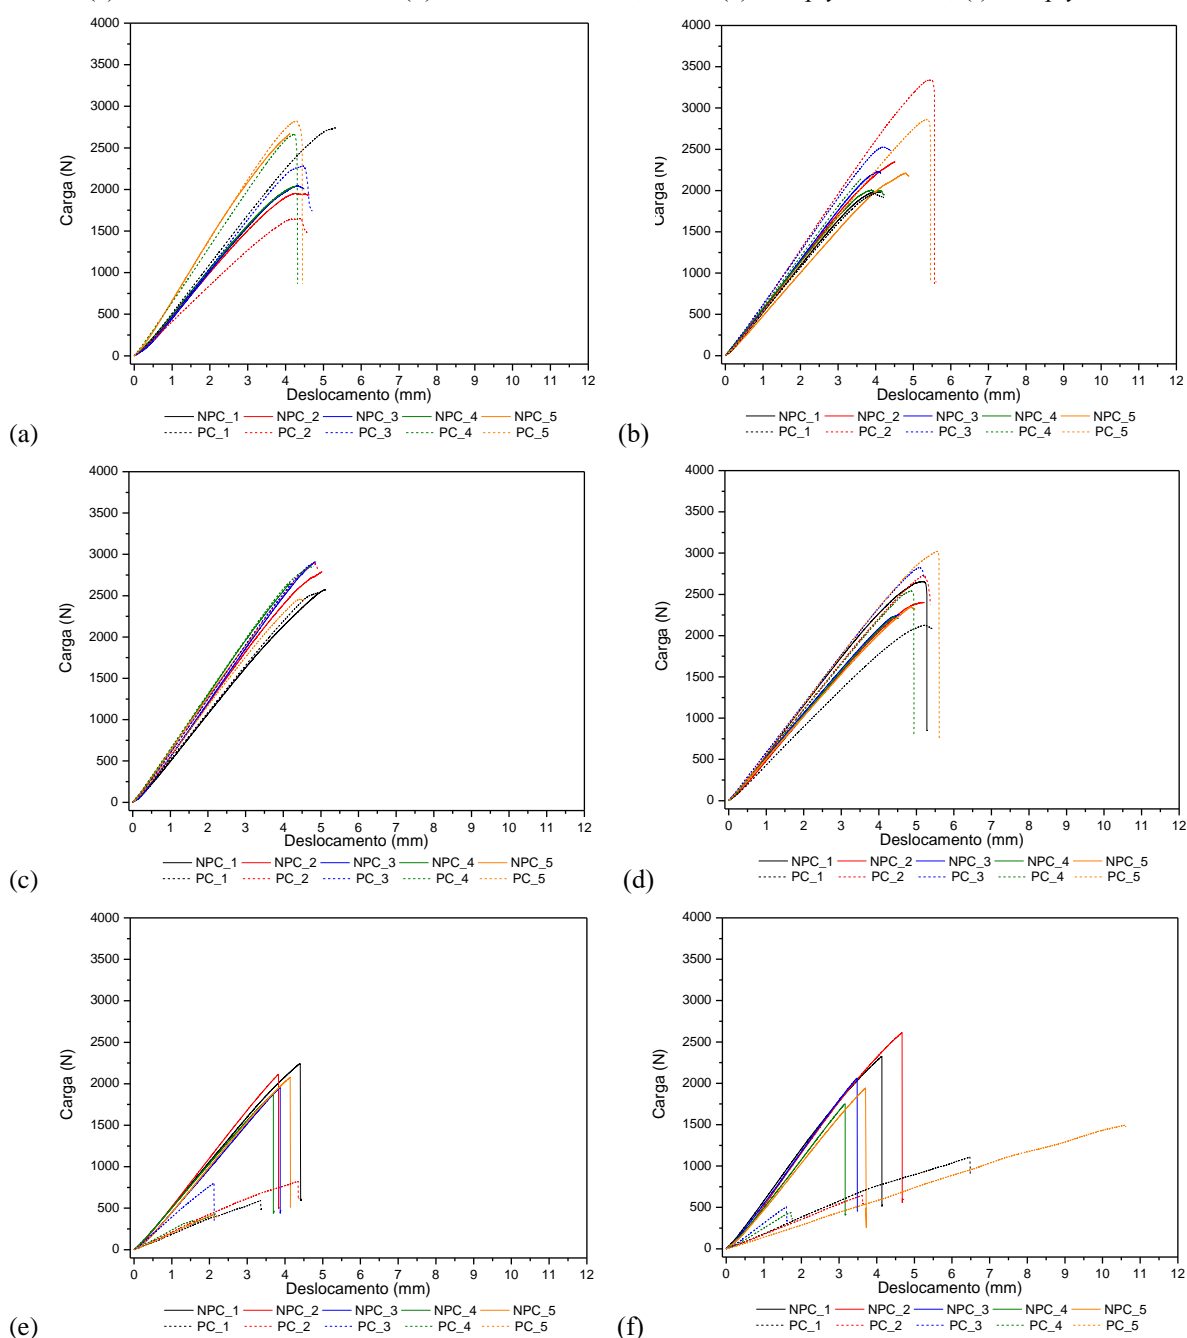 4000 3500 3000 2500 2000 1500 1000 500 0
Carga (N)
0 1 2 3 4 5 6 7 8 9 10 11 12
Deslocamento (mm)
NPC_1 NPC_2 NPC_3 NPC_4 NPC_5
PC_1 PC_2 PC_3 PC_4 PC_5
(a)
4000 3500 3000 2500 2000 1500 1000 500 0
Carga (N)
0 1 2 3 4 5 6 7 8 9 10 11 12
Deslocamento (mm)
NPC_1 NPC_2 NPC_3 NPC_4 NPC_5
PC_1 PC_2 PC_3 PC_4 PC_5
(b)
4000 3500 3000 2500 2000 1500 1000 500 0
Carga (N)
0 1 2 3 4 5 6 7 8 9 10 11 12
Deslocamento (mm)
NPC_1 NPC_2 NPC_3 NPC_4 NPC_5
PC_1 PC_2 PC_3 PC_4 PC_5
(c)
4000 3500 3000 2500 2000 1500 1000 500 0
Carga (N)
0 1 2 3 4 5 6 7 8 9 10 11 12
Deslocamento (mm)
NPC_1 NPC_2 NPC_3 NPC_4 NPC_5
PC_1 PC_2 PC_3 PC_4 PC_5
(d)
4000 3500 3000 2500 2000 1500 1000 500 0
Carga (N)
0 1 2 3 4 5 6 7 8 9 10 11 12
Deslocamento (mm)
NPC_1 NPC_2 NPC_3 NPC_4 NPC_5
PC_1 PC_2 PC_3 PC_4 PC_5
(e)
4000 3500 3000 2500 2000 1500 1000 500 0
Carga (N)
0 1 2 3 4 5 6 7 8 9 10 11 12
Deslocamento (mm)
NPC_1 NPC_2 NPC_3 NPC_4 NPC_5
PC_1 PC_2 PC_3 PC_4 PC_5
(f)